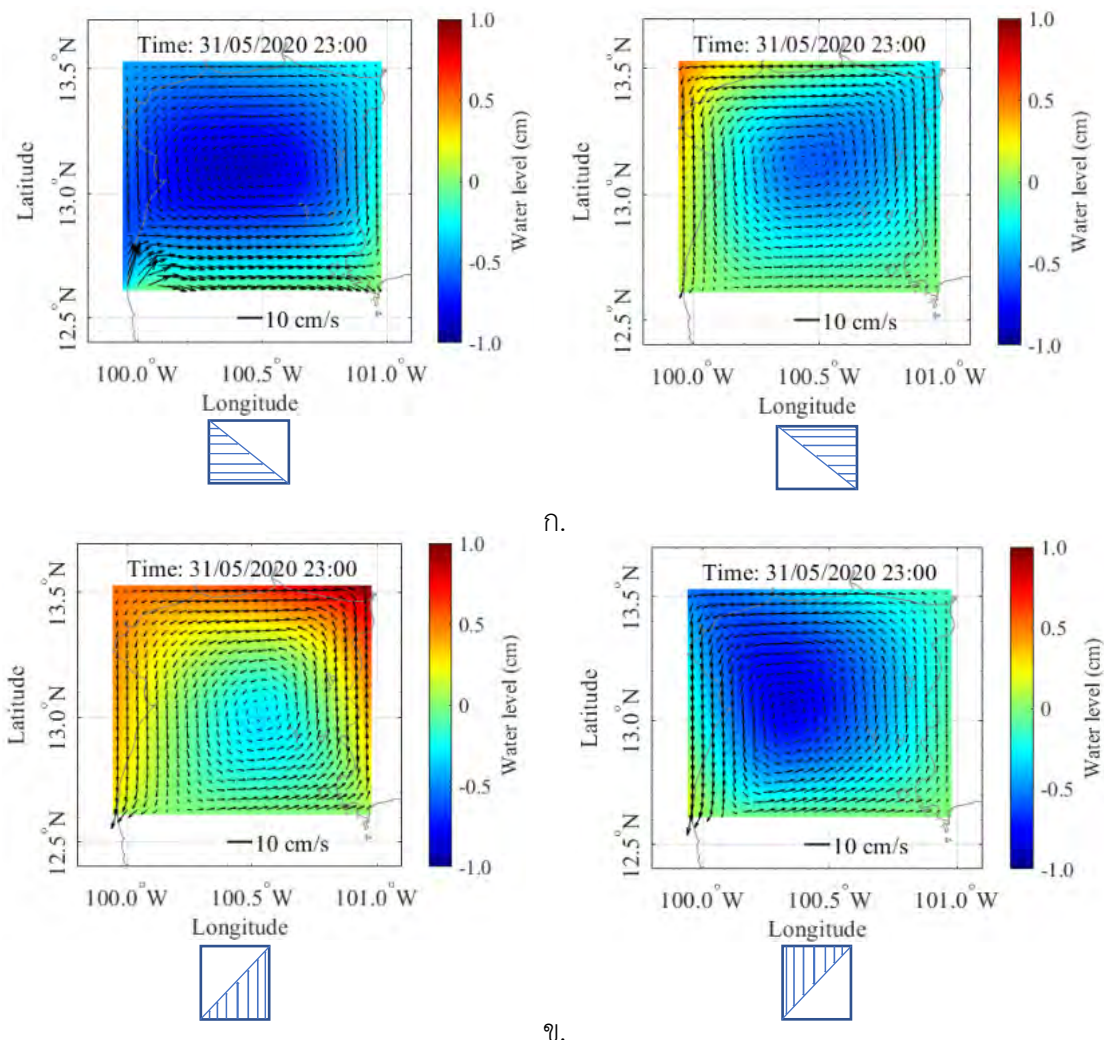 Time: 31/05/2020 23:00
13.5°N
13.0°N
12.5°N
Latitude
10 cm/s
100.0°W 100.5°W 101.0°W
Longitude
1.0
0.5
0
-0.5
-1.0
Water level (cm)
Time: 31/05/2020 23:00
13.5°N
13.0°N
12.5°N
Latitude
10 cm/s
100.0°W 100.5°W 101.0°W
Longitude
1.0
0.5
0
-0.5
-1.0
Water level (cm)
ก.
Time: 31/05/2020 23:00
13.5°N
13.0°N
12.5°N
Latitude
10 cm/s
100.0°W 100.5°W 101.0°W
Longitude
1.0
0.5
0
-0.5
-1.0
Water level (cm)
Time: 31/05/2020 23:00
13.5°N
13.0°N
12.5°N
Latitude
10 cm/s
100.0°W 100.5°W 101.0°W
Longitude
1.0
0.5
0
-0.5
-1.0
Water level (cm)
ข.